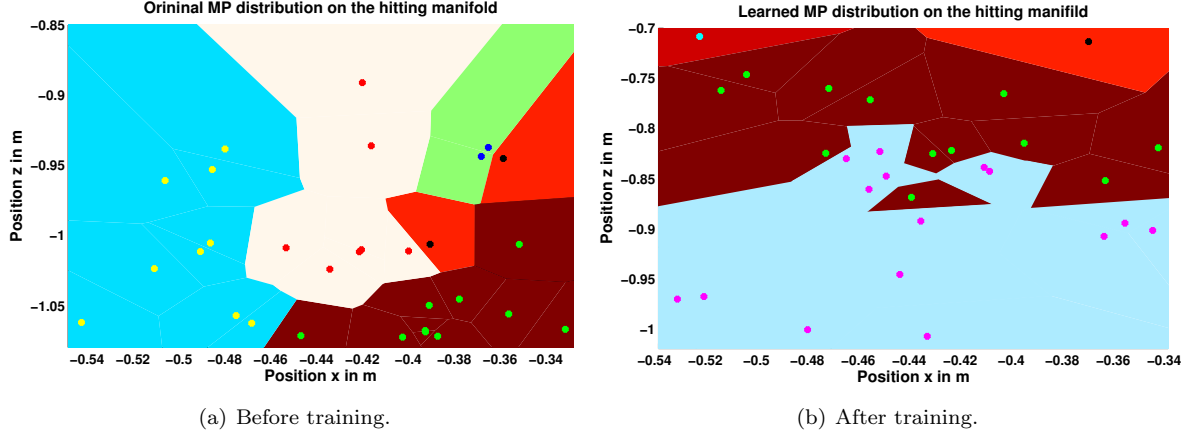 Orininal MP distribution on the hitting manifold
−0.85
−0.9
−0.95
−1
−1.05
Position z in m
−0.54 −0.52 −0.5 −0.48 −0.46 −0.44 −0.42 −0.4 −0.38 −0.36 −0.34
Position x in m
(a) Before training.
Learned MP distribution on the hitting manifild
−0.7
−0.75
−0.8
−0.85
−0.9
−0.95
−1
Position z in m
−0.54 −0.52 −0.5 −0.48 −0.46 −0.44 −0.42 −0.4 −0.38 −0.36 −0.34
Position x in m
(b) After training.